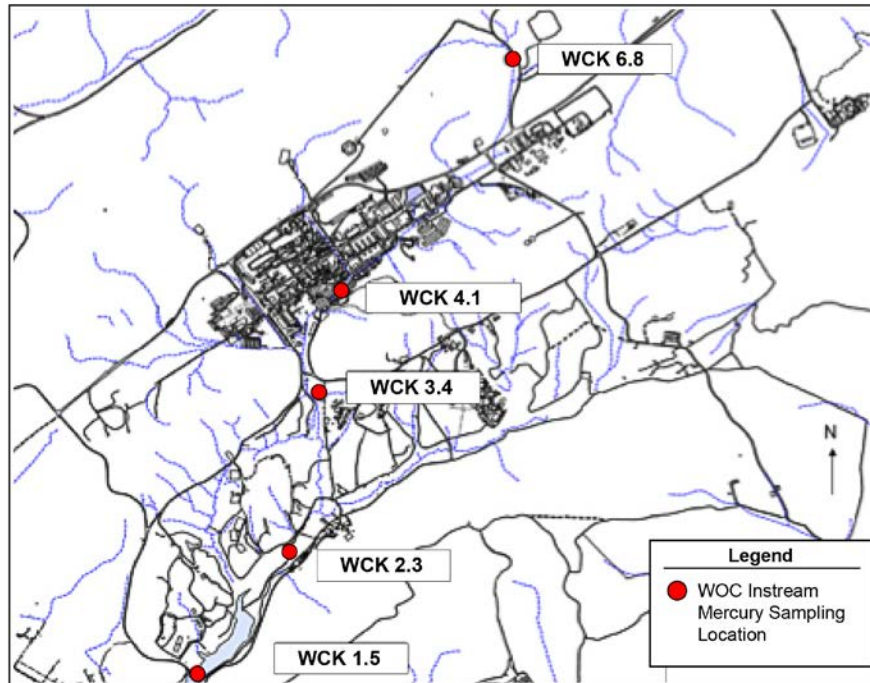 WCK 6.8
WCK 4.1
WCK 3.4
N
WCK 2.3
Legend
WOC Instream
Mercury Sampling
Location
WCK 1.5